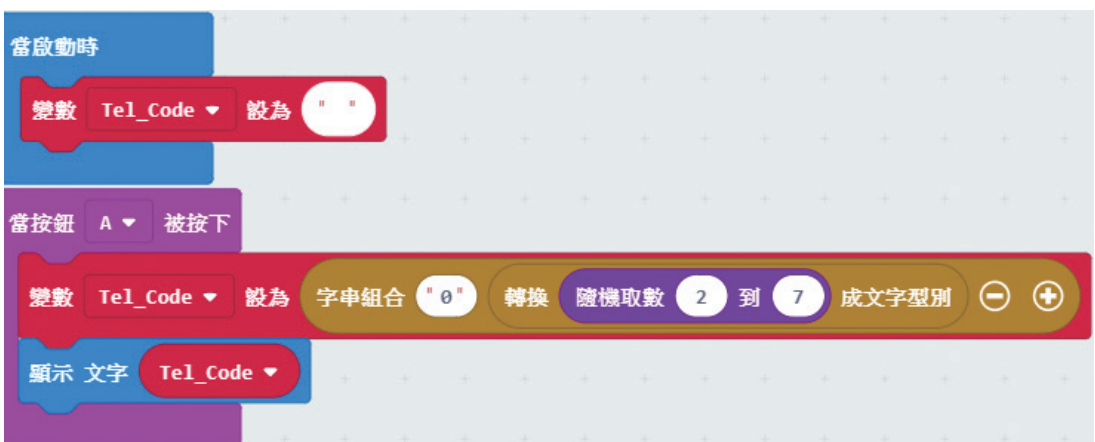 當啟動時
變數 Tel_Code 設為 " "
當按鈕 A 被按下
變數 Tel_Code 設為 字串組合 "0" 轉換 隨機取數 2 到 7 成文字型別
顯示 文字 Tel_Code